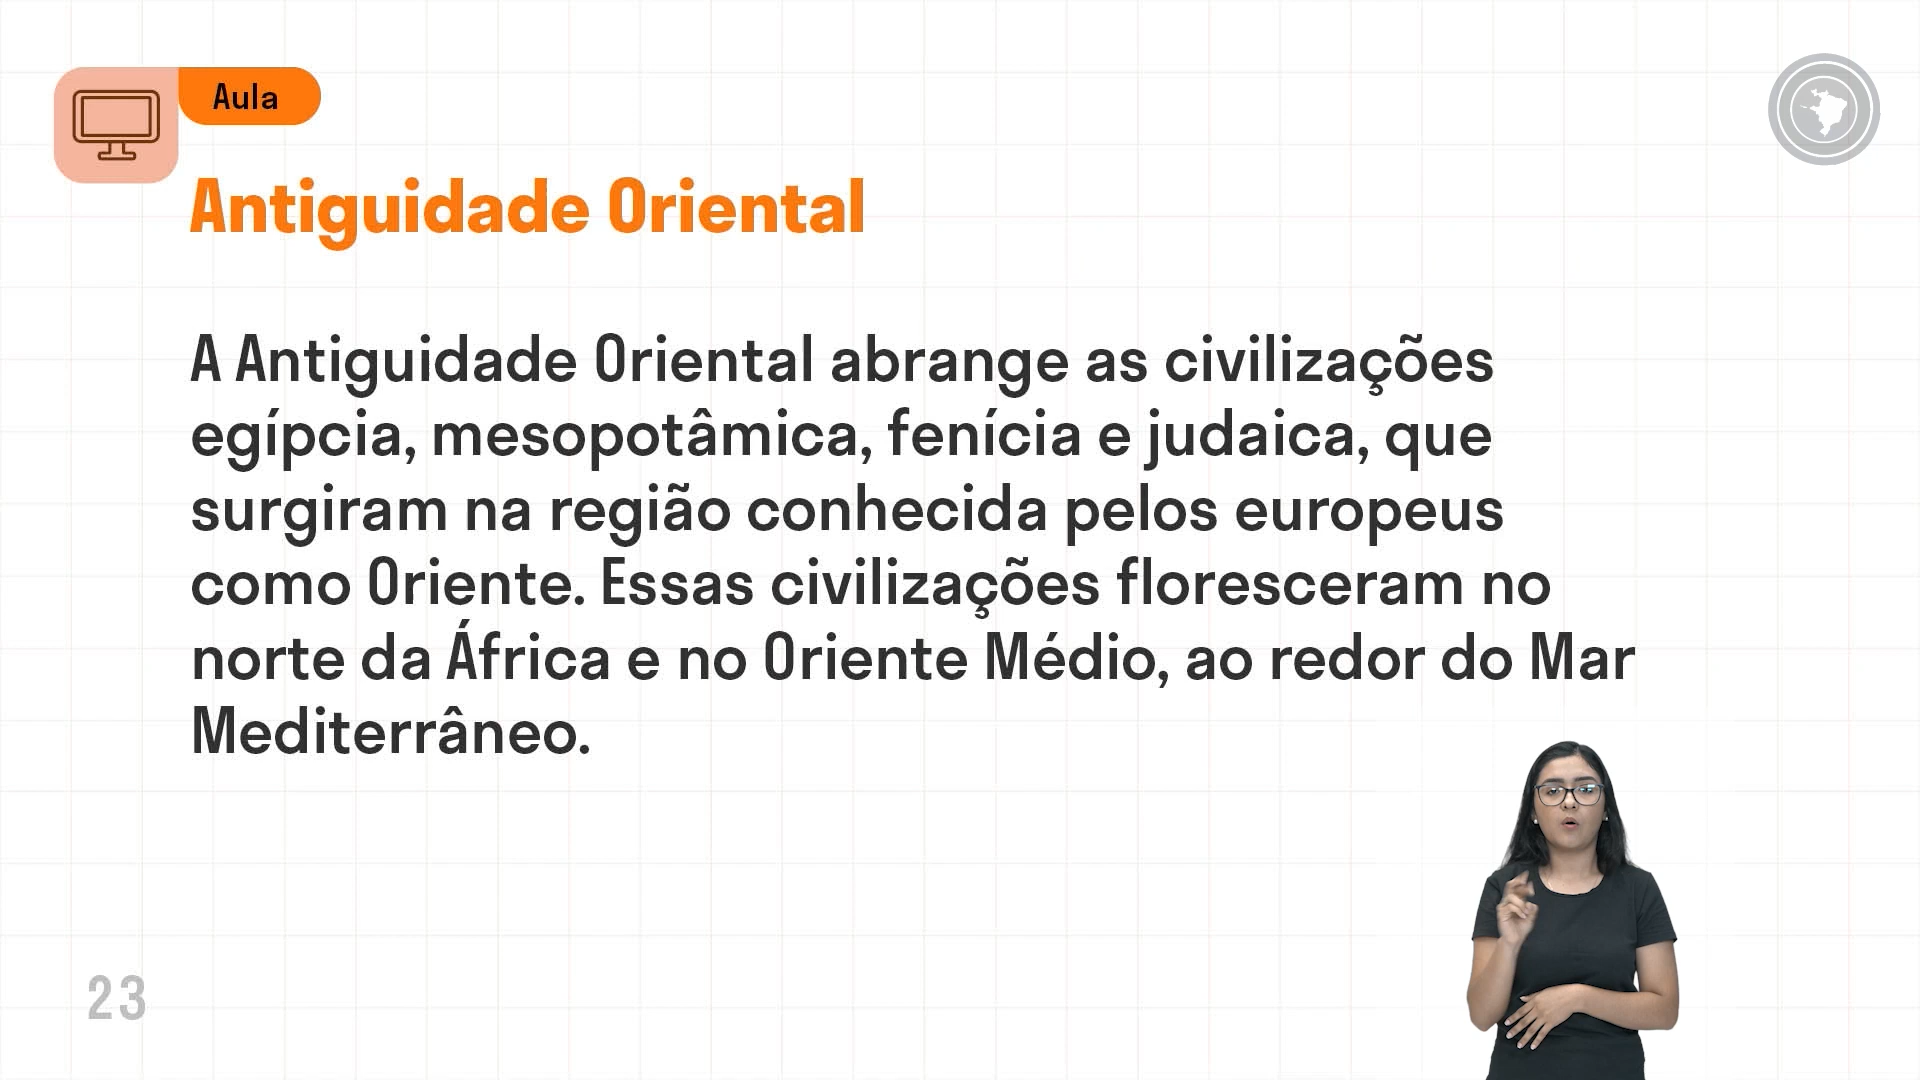 Aula
Antiguidade Oriental
A Antiguidade Oriental abrange as civilizações
egípcia, mesopotâmica, fenícia e judaica, que
surgiram na região conhecida pelos europeus
como Oriente. Essas civilizações floresceram no
norte da África e no Oriente Médio, ao redor do Mar
Mediterrâneo.
23